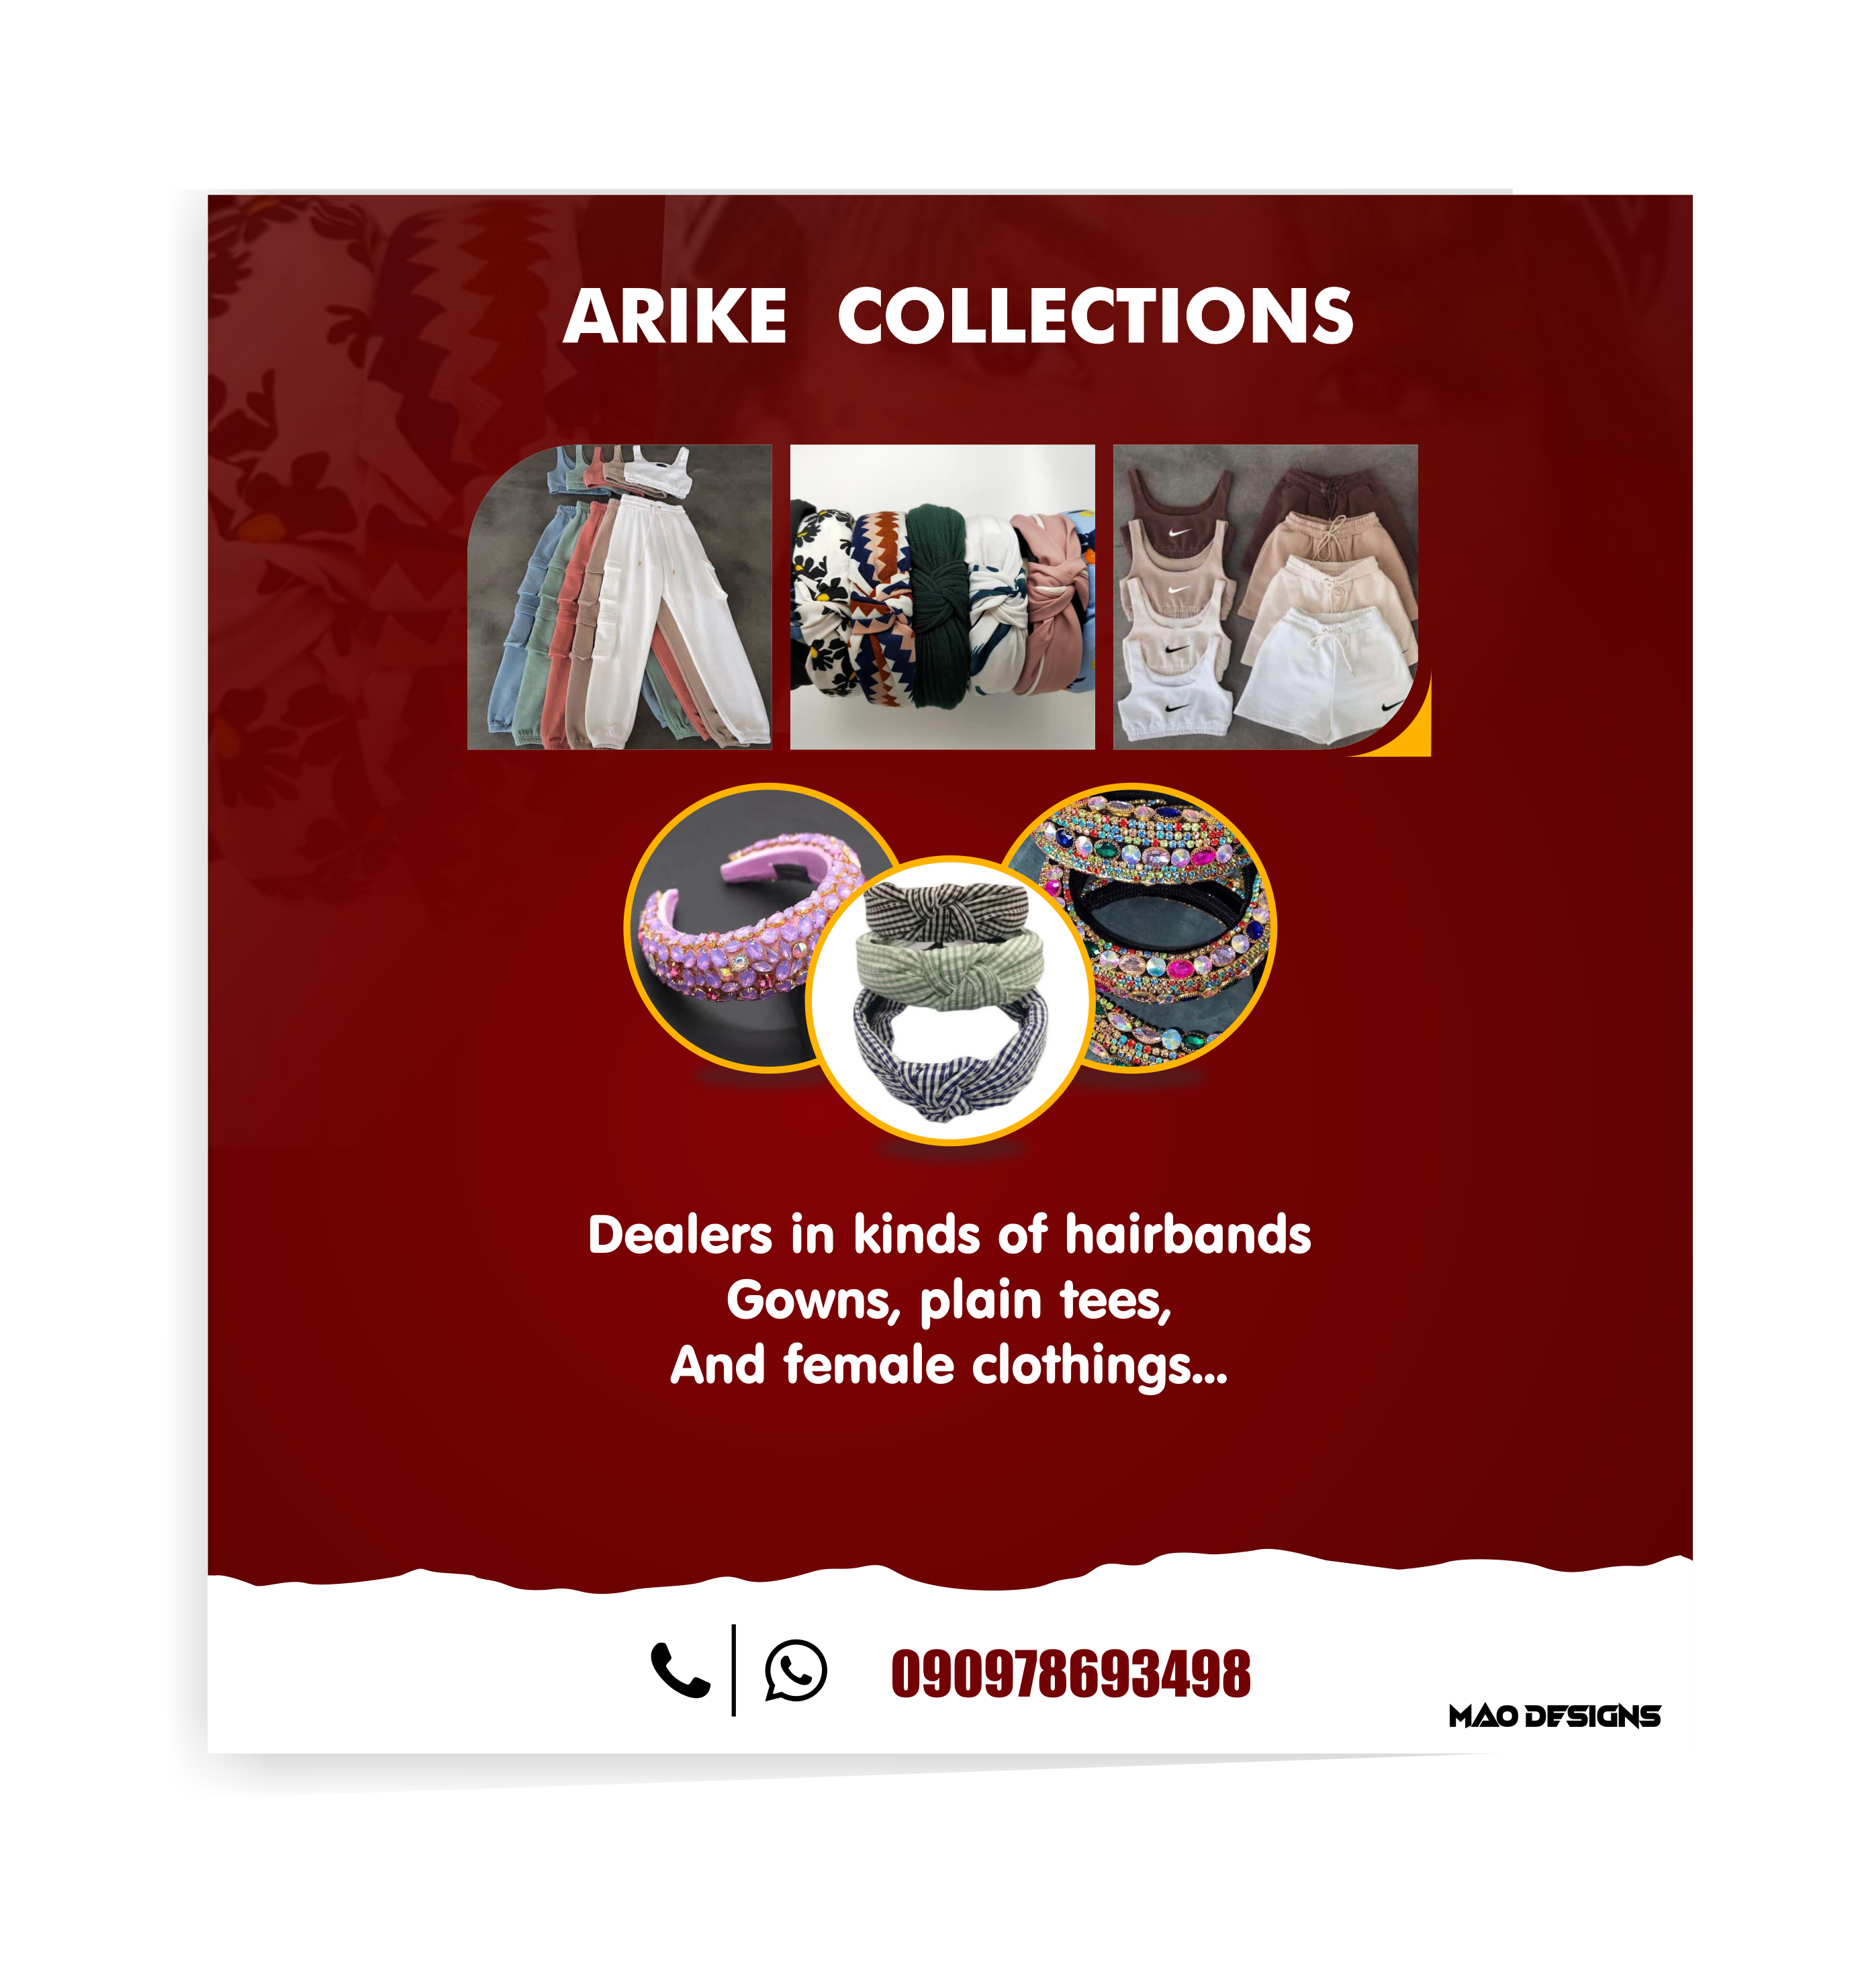 ARIKE COLLECTIONS
Dealers in kinds of hairbands
Gowns, plain tees,
And female clothings...
090978693498
MAO DESIGNS